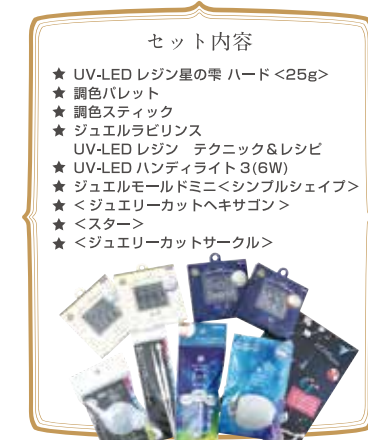 セット内容
★ UV-LED レジン星の雫 ハード<25g>
★ 調色パレット
★ 調色スティック
★ ジュエルラビリンス
UV-LED レジン テクニック&レシピ
★ UV-LED ハンディライト 3(6W)
★ ジュエルモールドミニ<シンプルシェイプ>
★ <ジュエリーカットヘキサゴン>
★ <スター>
★ <ジュエリーカットサークル>